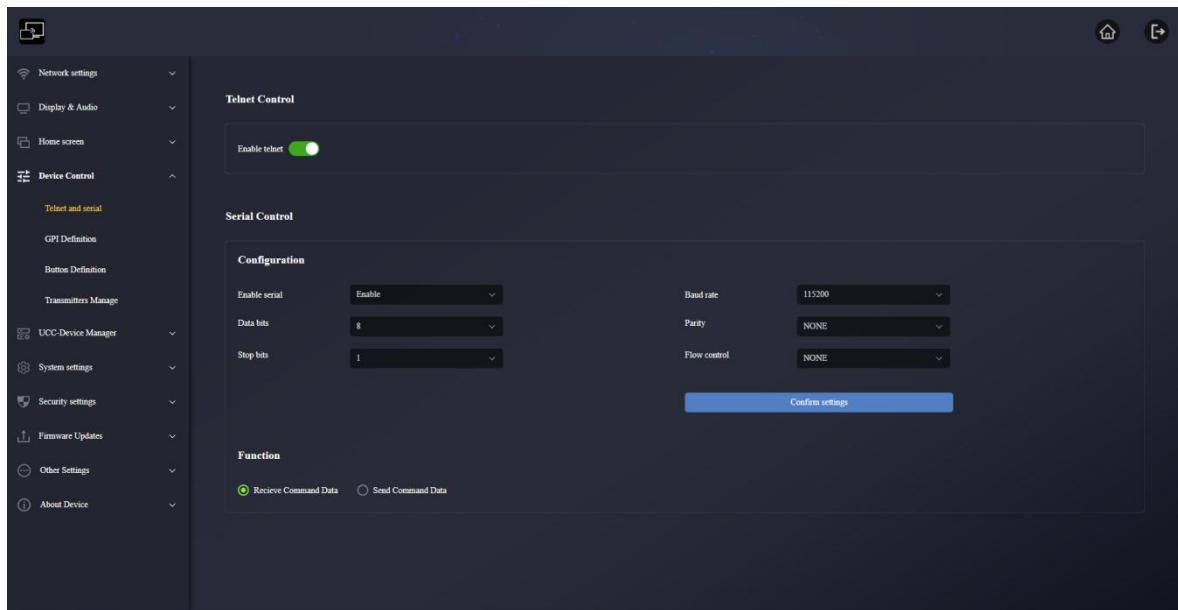 Network settings
Display & Audio
Home screen
Device Control
Telnet and serial
GPI Definition
Button Definition
Transmitters Manage
UCC-Device Manager
System settings
Security settings
Firmware Updates
Other Settings
About Device
Telnet Control
Enable telnet
Serial Control
Configuration
Enable serial Enable Baud rate 115200
Data bits 8 Parity NONE
Stop bits 1 Flow control NONE
Confirm settings
Function
Recieve Command Data Send Command Data